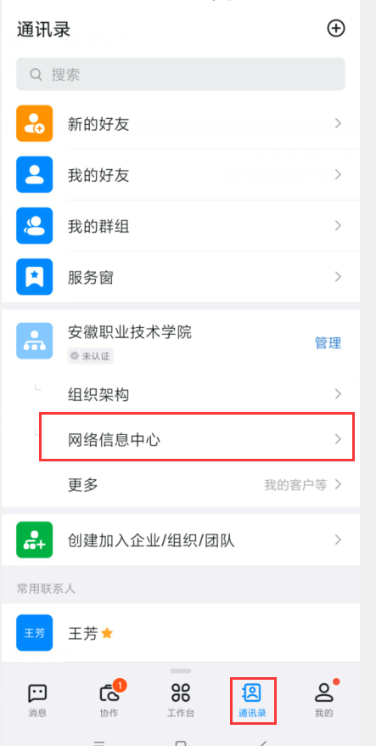 通讯录
搜索
新的好友
我的好友
我的群组
服务窗
安徽职业技术学院
管理
未认证
组织架构
网络信息中心
更多 我的客户等
创建加入企业/组织/团队
常用联系人
王芳 王芳
1
消息 协作 工作台 通讯录 我的